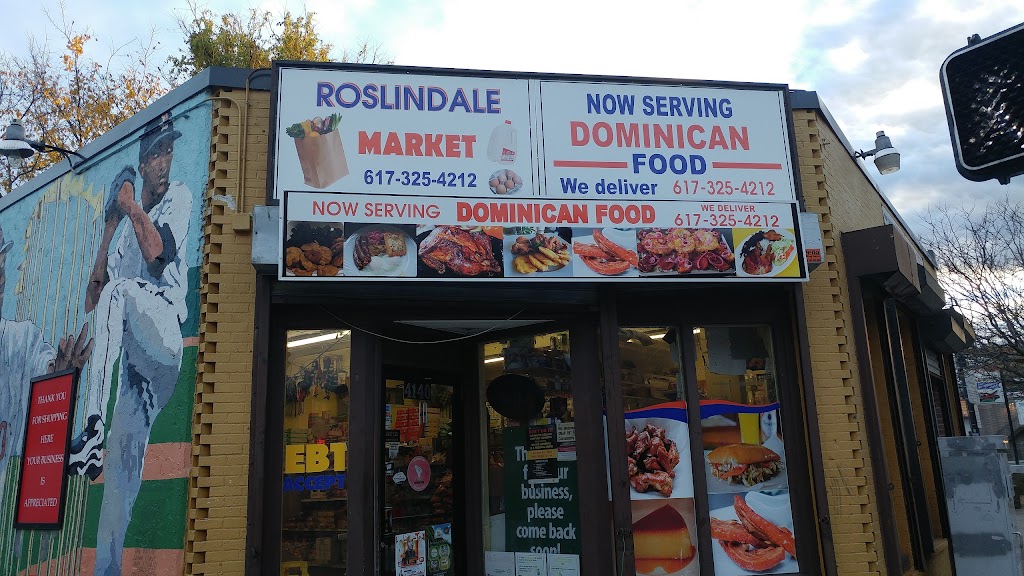 ROSLINDALE
MARKET
617-325-4212
NOW SERVING
DOMINICAN
FOOD
We deliver 617-325-4212
NOW SERVING DOMINICAN FOOD WE DELIVER
617-325-4212
THANK YOU
FOR SHOPPING
HERE
YOUR BUSINESS
IS
APPRECIATED
EBT
ACCEPT
your
business,
please
come back
soon!